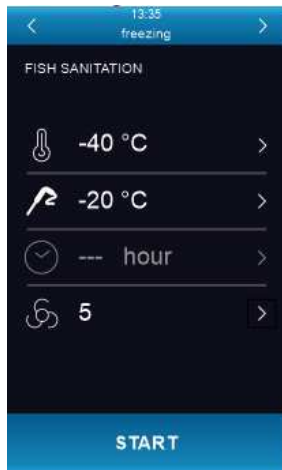 13:35
freezing
FISH SANITATION
-40 °C
-20 °C
--- hour
5
START